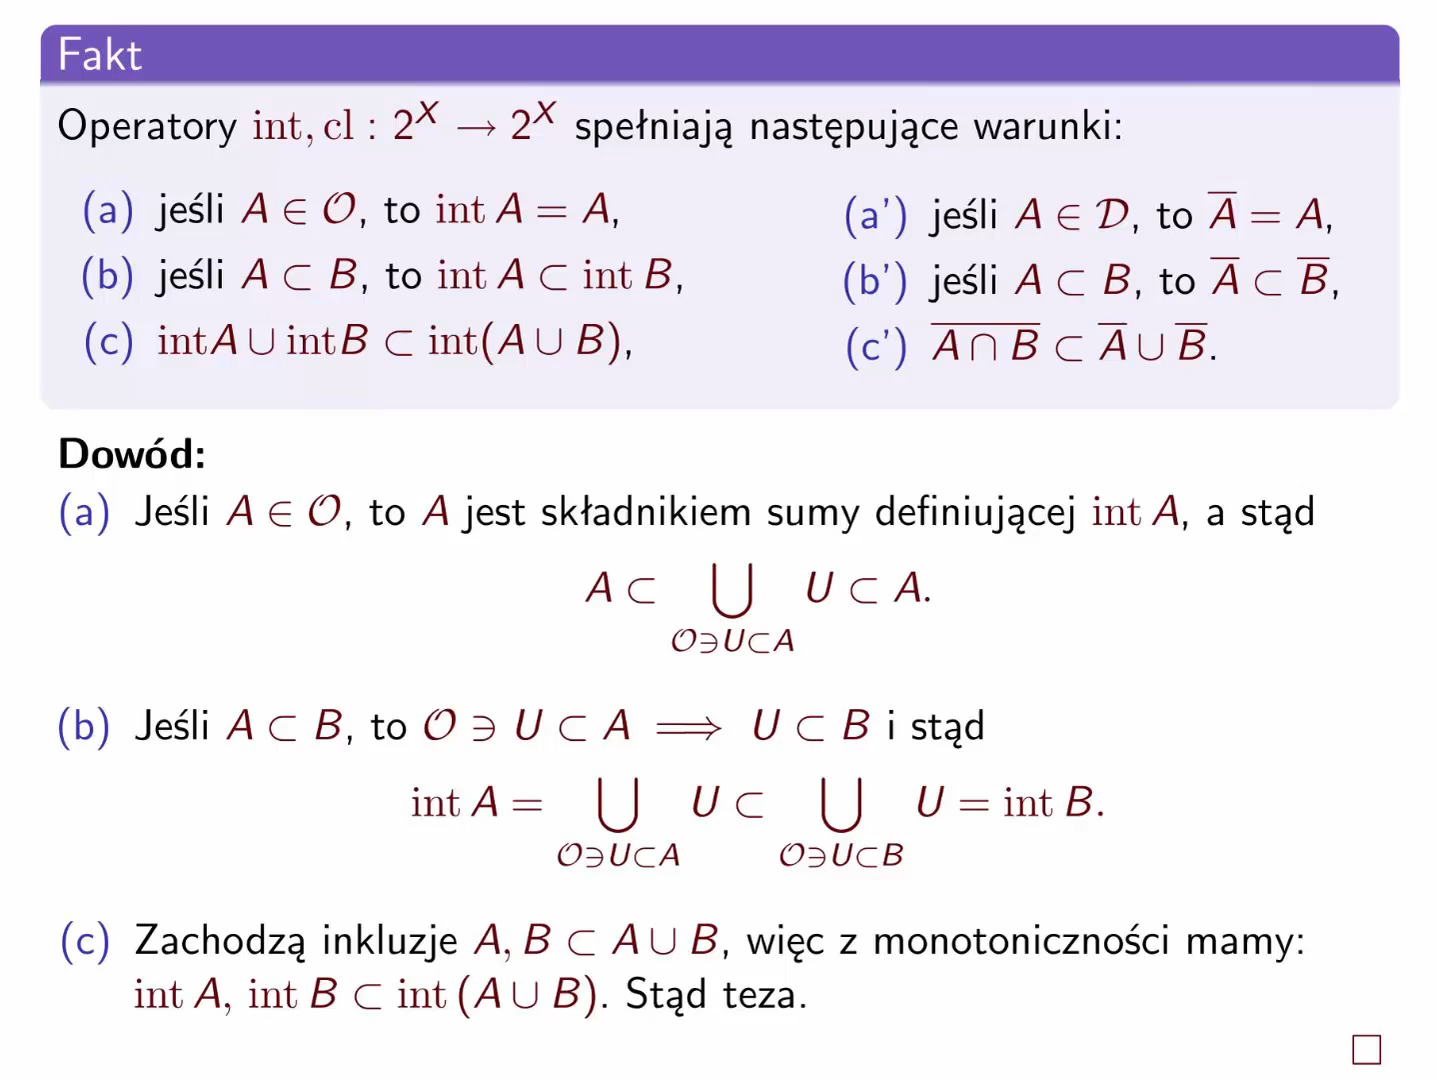 Fakt
Operatory int, cl : 2^X → 2^X spełniają następujące warunki:
(a) jeśli A ∈ 𝒪, to int A = A,
(a') jeśli A ∈ 𝒟, to A̅ = A,
(b) jeśli A ⊂ B, to int A ⊂ int B,
(b') jeśli A ⊂ B, to A̅ ⊂ B̅,
(c) intA ∪ intB ⊂ int(A ∪ B),
(c') \overline{A ∩ B} ⊂ A̅ ∪ B̅.
Dowód:
(a) Jeśli A ∈ 𝒪, to A jest składnikiem sumy definiującej int A, a stąd
A ⊂ ⋃ U ⊂ A.
𝒪∋U⊂A
(b) Jeśli A ⊂ B, to 𝒪 ∋ U ⊂ A ⟹ U ⊂ B i stąd
int A = ⋃ U ⊂ ⋃ U = int B.
𝒪∋U⊂A 𝒪∋U⊂B
(c) Zachodzą inkluzje A, B ⊂ A ∪ B, więc z monotoniczności mamy:
int A, int B ⊂ int (A ∪ B). Stąd teza.
□